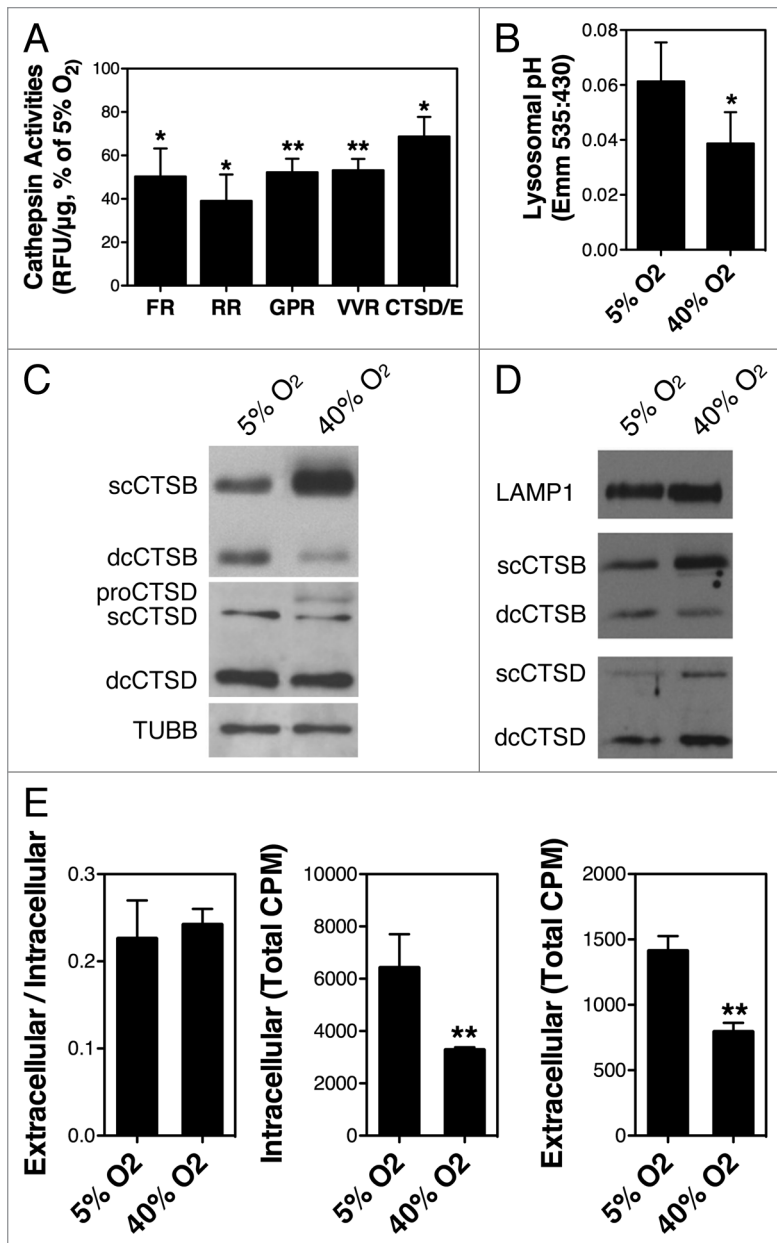 A
Cathepsin Activities
(RFU/µg, % of 5% O2)
100
80
60
40
20
0
*
*
**
**
*
FR RR GPR VVR CTSD/E
B
Lysosomal pH
(Emm 535:430)
0.08
0.06
0.04
0.02
0.00
*
5% O2
40% O2
C
5% O2
40% O2
scCTSB
dcCTSB
proCTSD
scCTSD
dcCTSD
TUBB
D
5% O2
40% O2
LAMP1
scCTSB
dcCTSB
scCTSD
dcCTSD
E
Extracellular / Intracellular
0.3
0.2
0.1
0.0
5% O2
40% O2
Intracellular (Total CPM)
10000
8000
6000
4000
2000
0
**
5% O2
40% O2
Extracellular (Total CPM)
2000
1500
1000
500
0
**
5% O2
40% O2